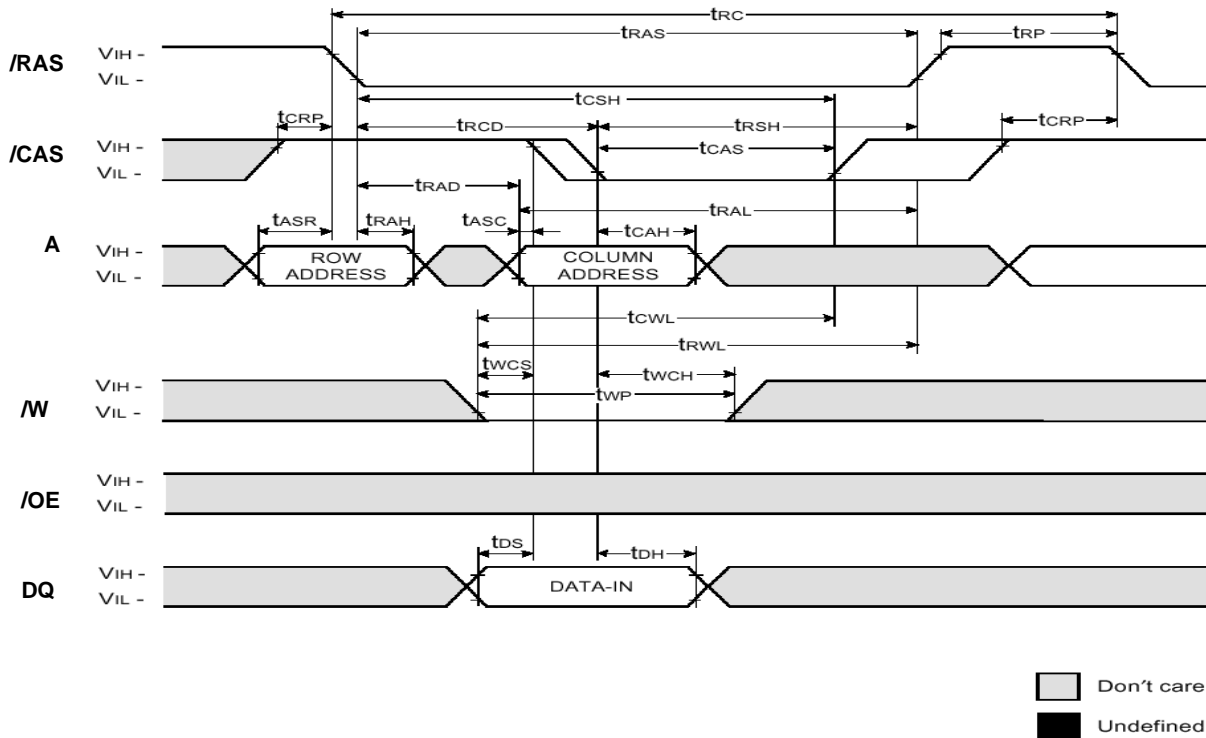 tRC
tRAS
tRP
/RAS
VIH -
VIL -
tCSH
tCRP
tRCD
tRSH
tCRP
/CAS
VIH -
VIL -
tCAS
tRAD
tRAL
tASR
tRAH
tASC
tCAH
A
VIH -
VIL -
ROW
ADDRESS
COLUMN
ADDRESS
tCWL
tRWL
tWCS
tWCH
tWP
/W
VIH -
VIL -
/OE
VIH -
VIL -
tDS
tDH
DQ
VIH -
VIL -
DATA-IN
Don't care
Undefined